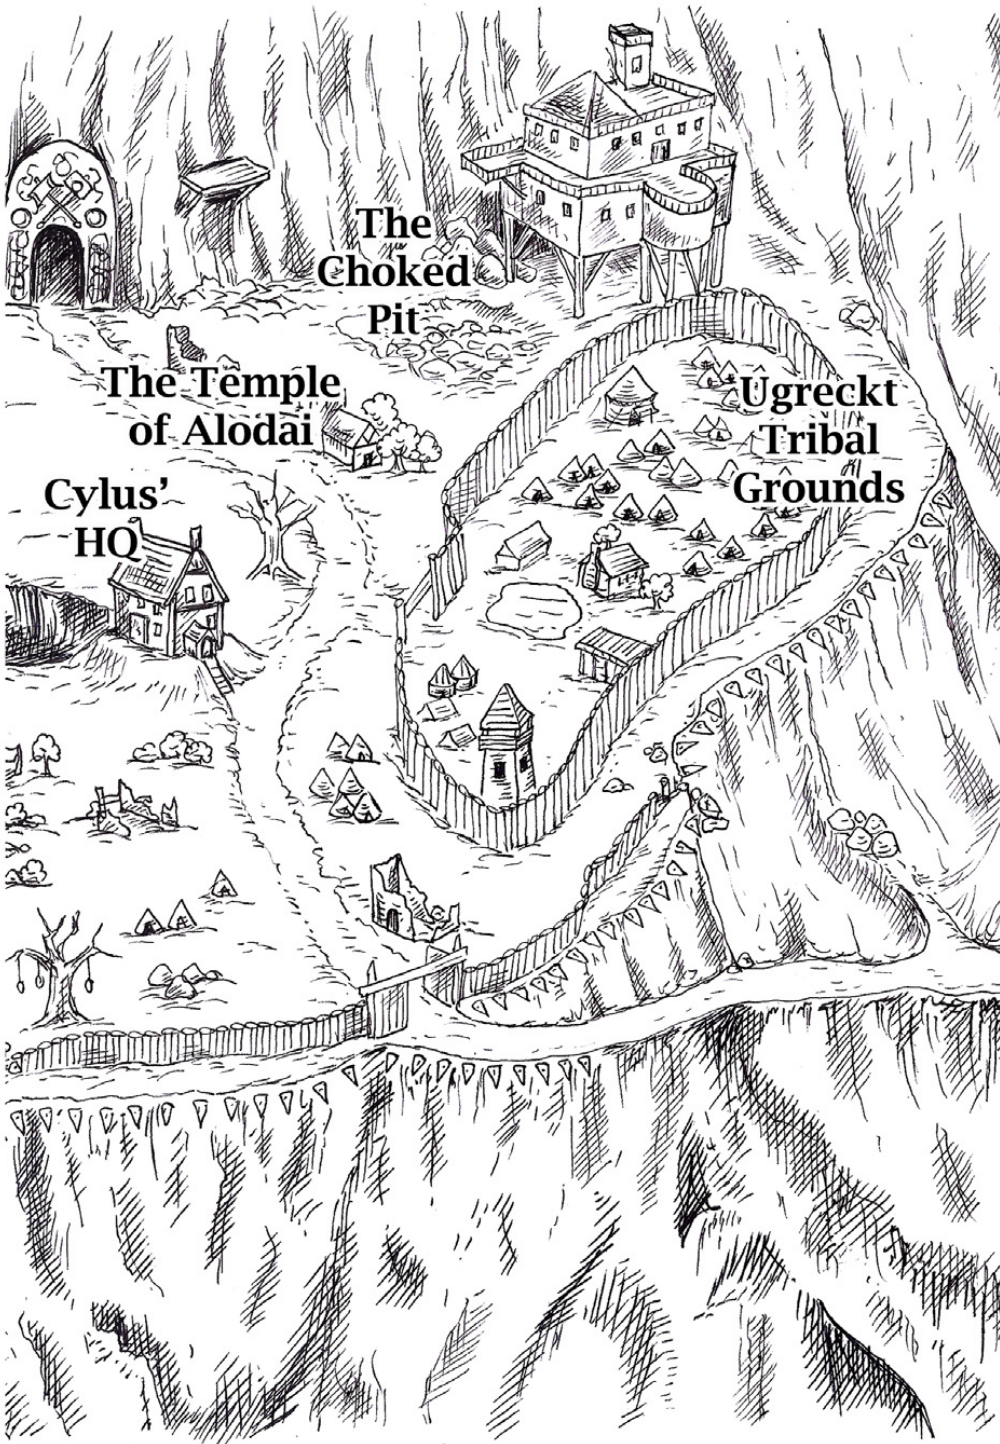 The
Choked
Pit
The Temple
of Alodai
Ugreckt
Tribal
Grounds
Cylus’
HQ